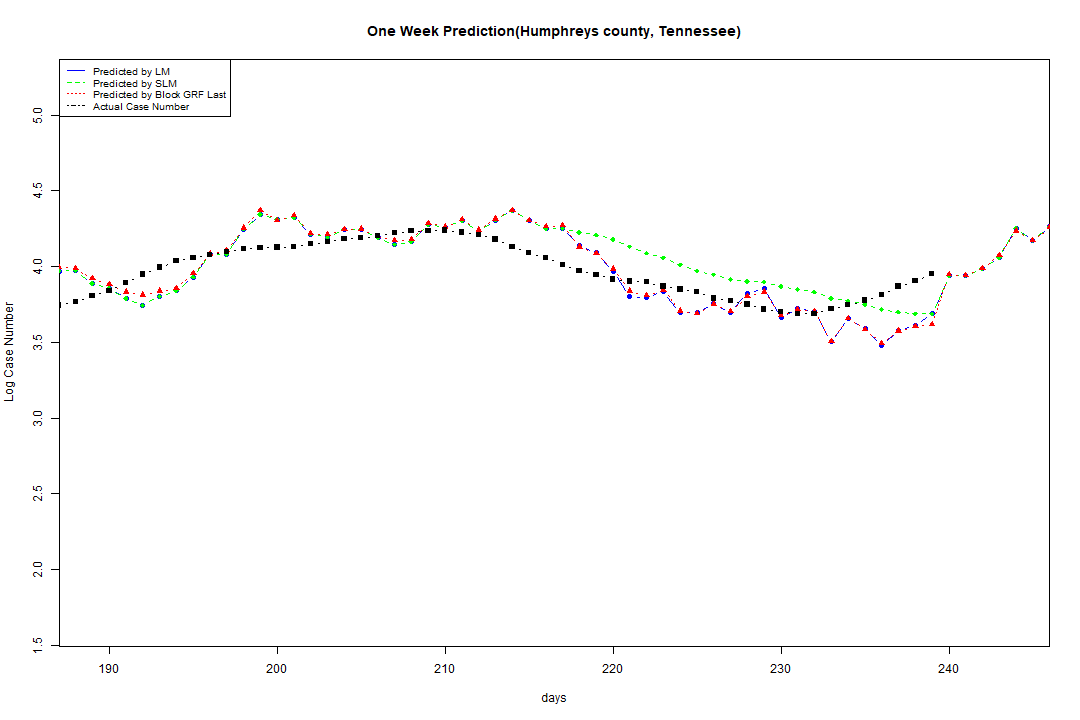 One Week Prediction(Humphreys county, Tennessee)
Predicted by LM
Predicted by SLM
Predicted by Block GRF Last
Actual Case Number
5.0
4.5
4.0
3.5
3.0
2.5
2.0
1.5
Log Case Number
190 200 210 220 230 240
days